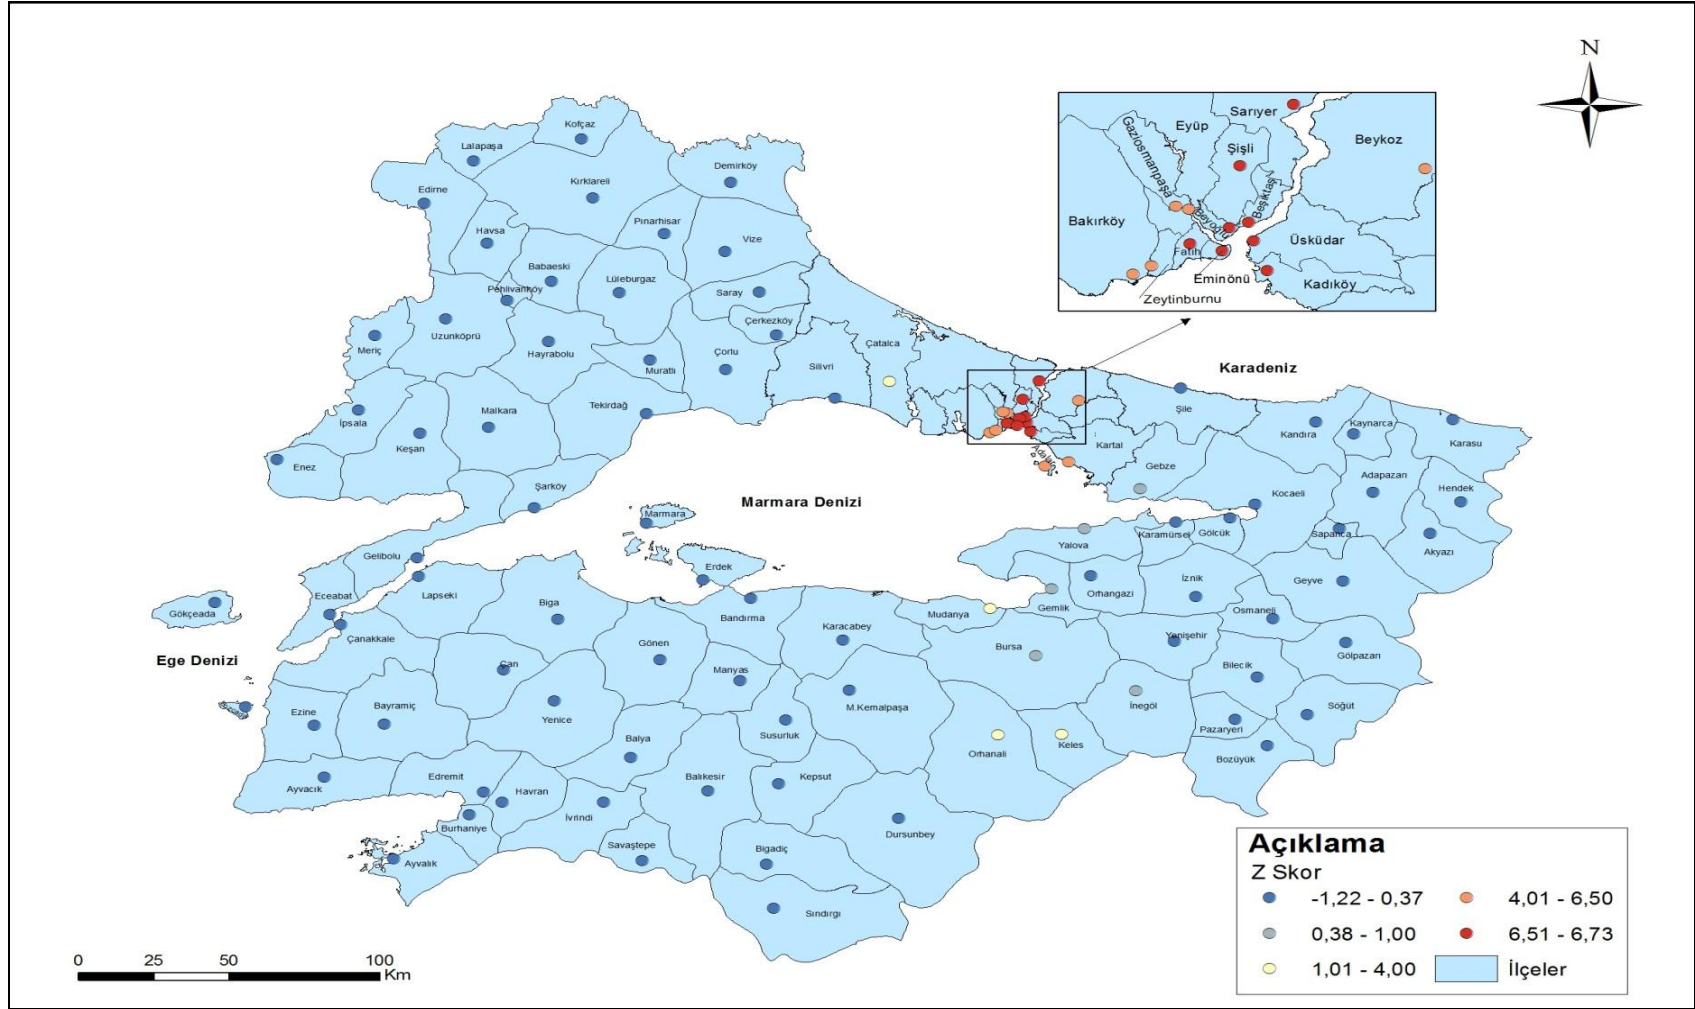 N
Kofçaz
Lalapaşa
Demirköy
Edirne
Kırklareli
Pınarhisar
Havsa
Vize
Babaeski
Lüleburgaz
Pehlivanköy
Saray
Çerkezköy
Uzunköprü
Meriç
Hayrabolu
Muratlı
Çorlu
Silivri
Çatalca
İpsala
Malkara
Tekirdağ
Keşan
Enez
Şarköy
Sarıyer
Eyüp
Beykoz
Gaziosmanpaşa
Şişli
Beşiktaş
Bakırköy
Beyoğlu
Üsküdar
Fatih
Eminönü
Kadıköy
Zeytinburnu
Karadeniz
Şile
Kandıra
Kaynarca
Karasu
Kartal
Adalar
Gebze
Adapazarı
Hendek
Kocaeli
Marmara Denizi
Marmara
Karamürsel
Gölcük
Sapanca
Akyazı
Yalova
Gelibolu
Erdek
Eceabat
Lapseki
Gökçeada
Biga
Bandırma
Mudanya
Gemlik
Orhangazi
İznik
Geyve
Osmaneli
Çanakkale
Karacabey
Ege Denizi
Çan
Gönen
Manyas
Bursa
Yenişehir
Bilecik
Gölpazarı
Ezine
Bayramiç
Yenice
M.Kemalpaşa
İnegöl
Söğüt
Balya
Susurluk
Orhanali
Keles
Pazaryeri
Bozüyük
Ayvacık
Edremit
Havran
Balıkesir
Kepsut
Burhaniye
İvrindi
Dursunbey
Ayvalık
Savaştepe
Bigadiç
Sındırgı
Açıklama
Z Skor
-1,22 - 0,37
4,01 - 6,50
0,38 - 1,00
6,51 - 6,73
1,01 - 4,00
İlçeler
0 25 50 100
Km